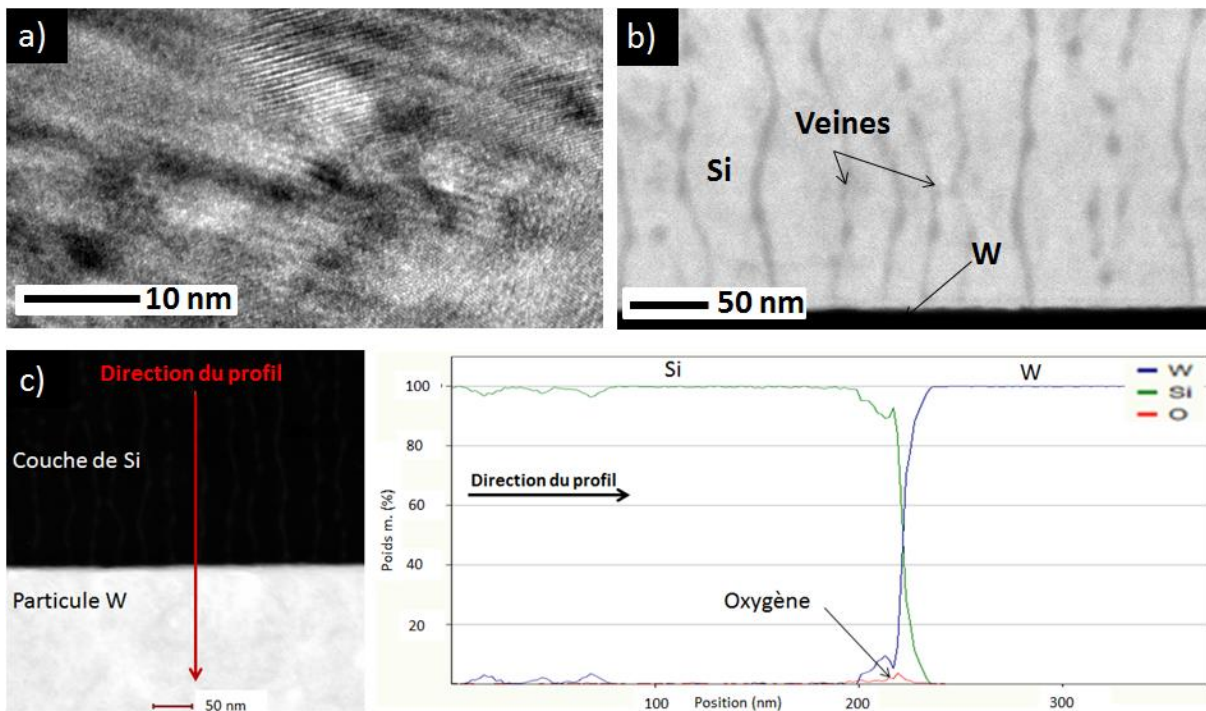 a)
10 nm
b)
Veines
Si
W
50 nm
c)
Direction du profil
Couche de Si
Particule W
50 nm
Si
W
W
Si
O
100
80
60
40
20
Poids m. (%)
Direction du profil
Oxygène
100
Position (nm)
200
300